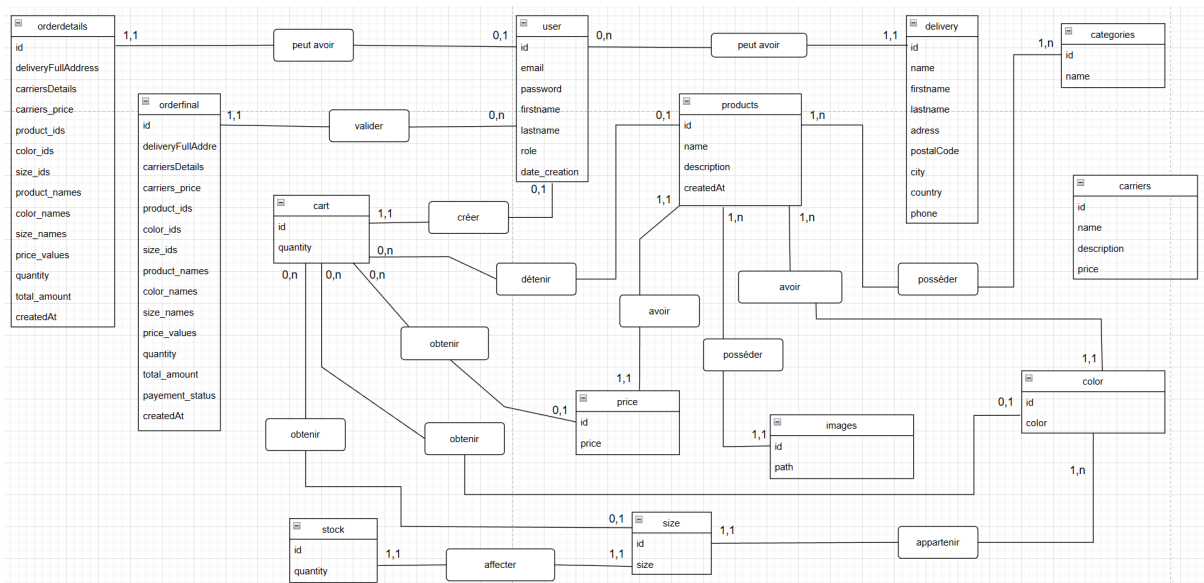 orderdetails
id
deliveryFullAddress
carriersDetails
carriers_price
product_ids
color_ids
size_ids
product_names
color_names
size_names
price_values
quantity
total_amount
createdAt
1,1
peut avoir
0,1
user
id
email
password
firstname
lastname
role
date_creation
0,n
peut avoir
1,1
delivery
id
name
firstname
lastname
adress
postalCode
city
country
phone
categories
id
name
1,n
orderfinal
id
deliveryFullAddre
carriersDetails
carriers_price
product_ids
color_ids
size_ids
product_names
color_names
size_names
price_values
quantity
total_amount
payement_status
createdAt
1,1
valider
0,n
products
id
name
description
createdAt
0,1
1,n
1,1
1,n
1,n
carriers
id
name
description
price
cart
id
quantity
1,1
créer
0,1
0,n
détenir
posséder
avoir
avoir
0,n
0,n
0,n
obtenir
posséder
1,1
0,1
price
id
price
1,1
images
id
path
1,1
0,1
color
id
color
1,n
obtenir
obtenir
0,1
size
id
size
1,1
appartenir
stock
id
quantity
1,1
affecter
1,1